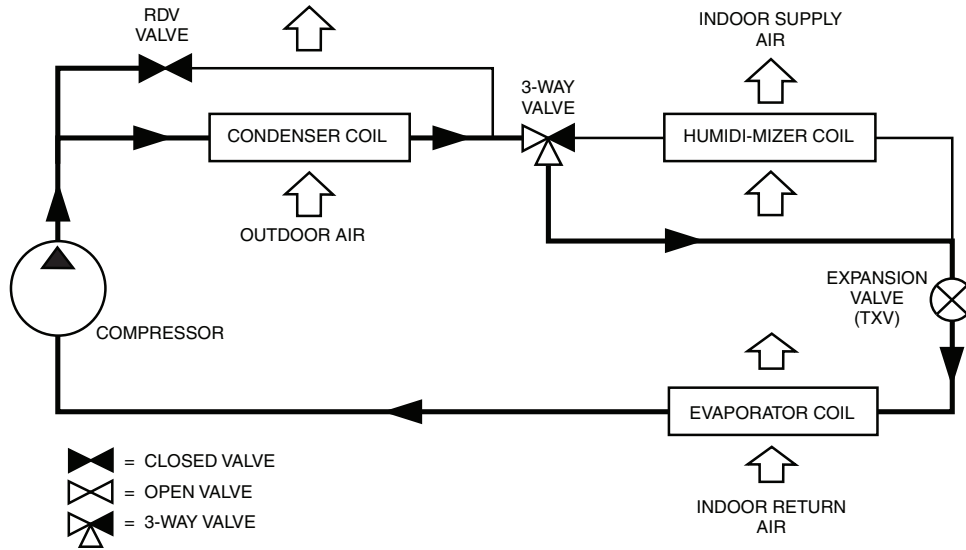 RDV
VALVE
INDOOR SUPPLY
AIR
3-WAY
VALVE
CONDENSER COIL
HUMIDI-MIZER COIL
OUTDOOR AIR
EXPANSION
VALVE
(TXV)
COMPRESSOR
EVAPORATOR COIL
= CLOSED VALVE
= OPEN VALVE
= 3-WAY VALVE
INDOOR RETURN
AIR